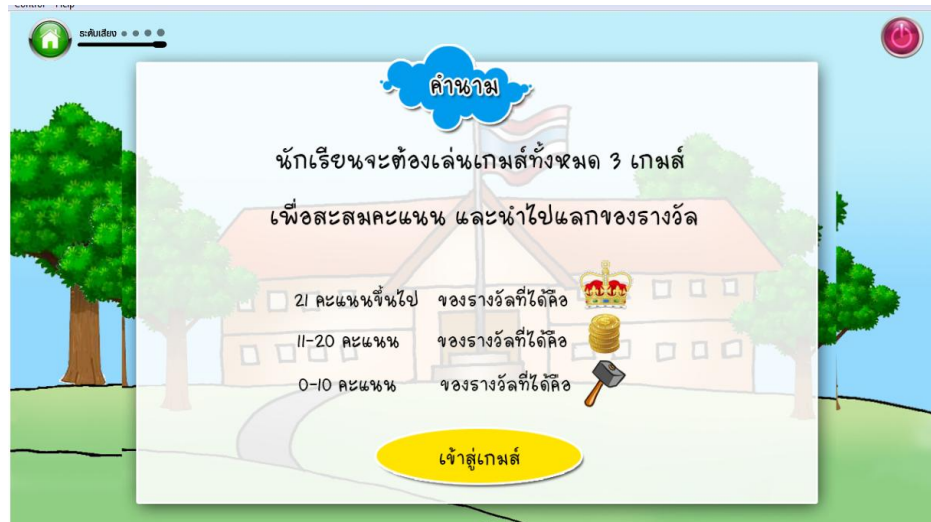 Control Help
ระดับเสียง
คำนาม
นักเรียนจะต้องเล่นเกมส์ทั้งหมด 3 เกมส์
เพื่อสะสมคะแนน และนำไปแลกของรางวัล
21 คะแนนขึ้นไป ของรางวัลที่ได้คือ
11-20 คะแนน ของรางวัลที่ได้คือ
0-10 คะแนน ของรางวัลที่ได้คือ
เข้าสู่เกมส์